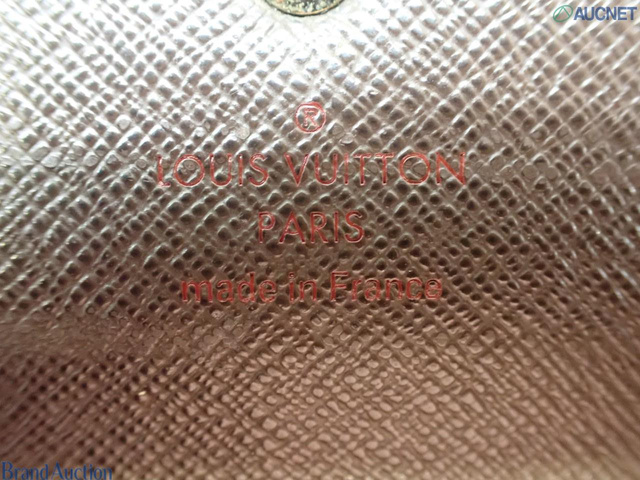 AUCNET
®
LOUIS VUITTON
PARIS
made in France
Brand Auction